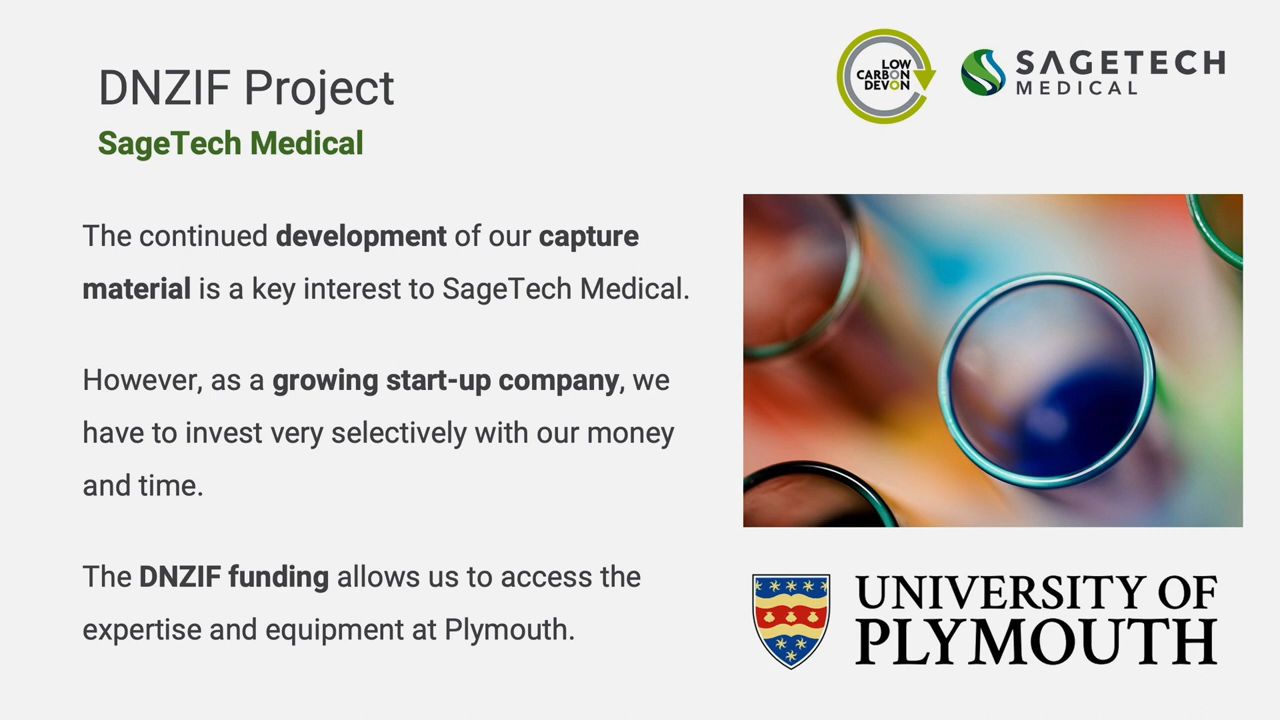 DNZIF Project
SageTech Medical
LOW
CARBON
DEVON
SAGETECH
MEDICAL
The continued development of our capture
material is a key interest to SageTech Medical.
However, as a growing start-up company, we
have to invest very selectively with our money
and time.
The DNZIF funding allows us to access the
expertise and equipment at Plymouth.
UNIVERSITY OF
PLYMOUTH